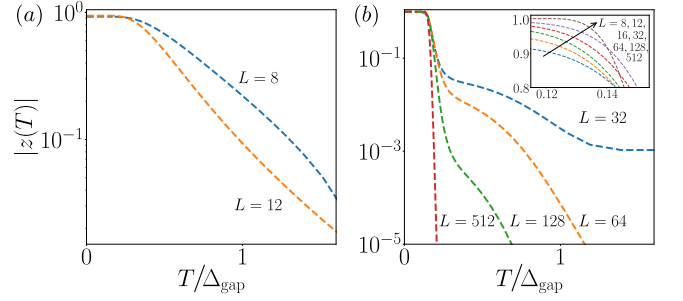 (a)
10^0
10^{-1}
|z(T)|
L = 8
L = 12
0
1
T/Δ_gap
(b)
10^{-1}
10^{-3}
10^{-5}
L = 32
L = 512
L = 128
L = 64
0
1
T/Δ_gap
1.0
0.9
0.8
0.12
0.14
L = 8, 12,
16, 32,
64, 128,
512